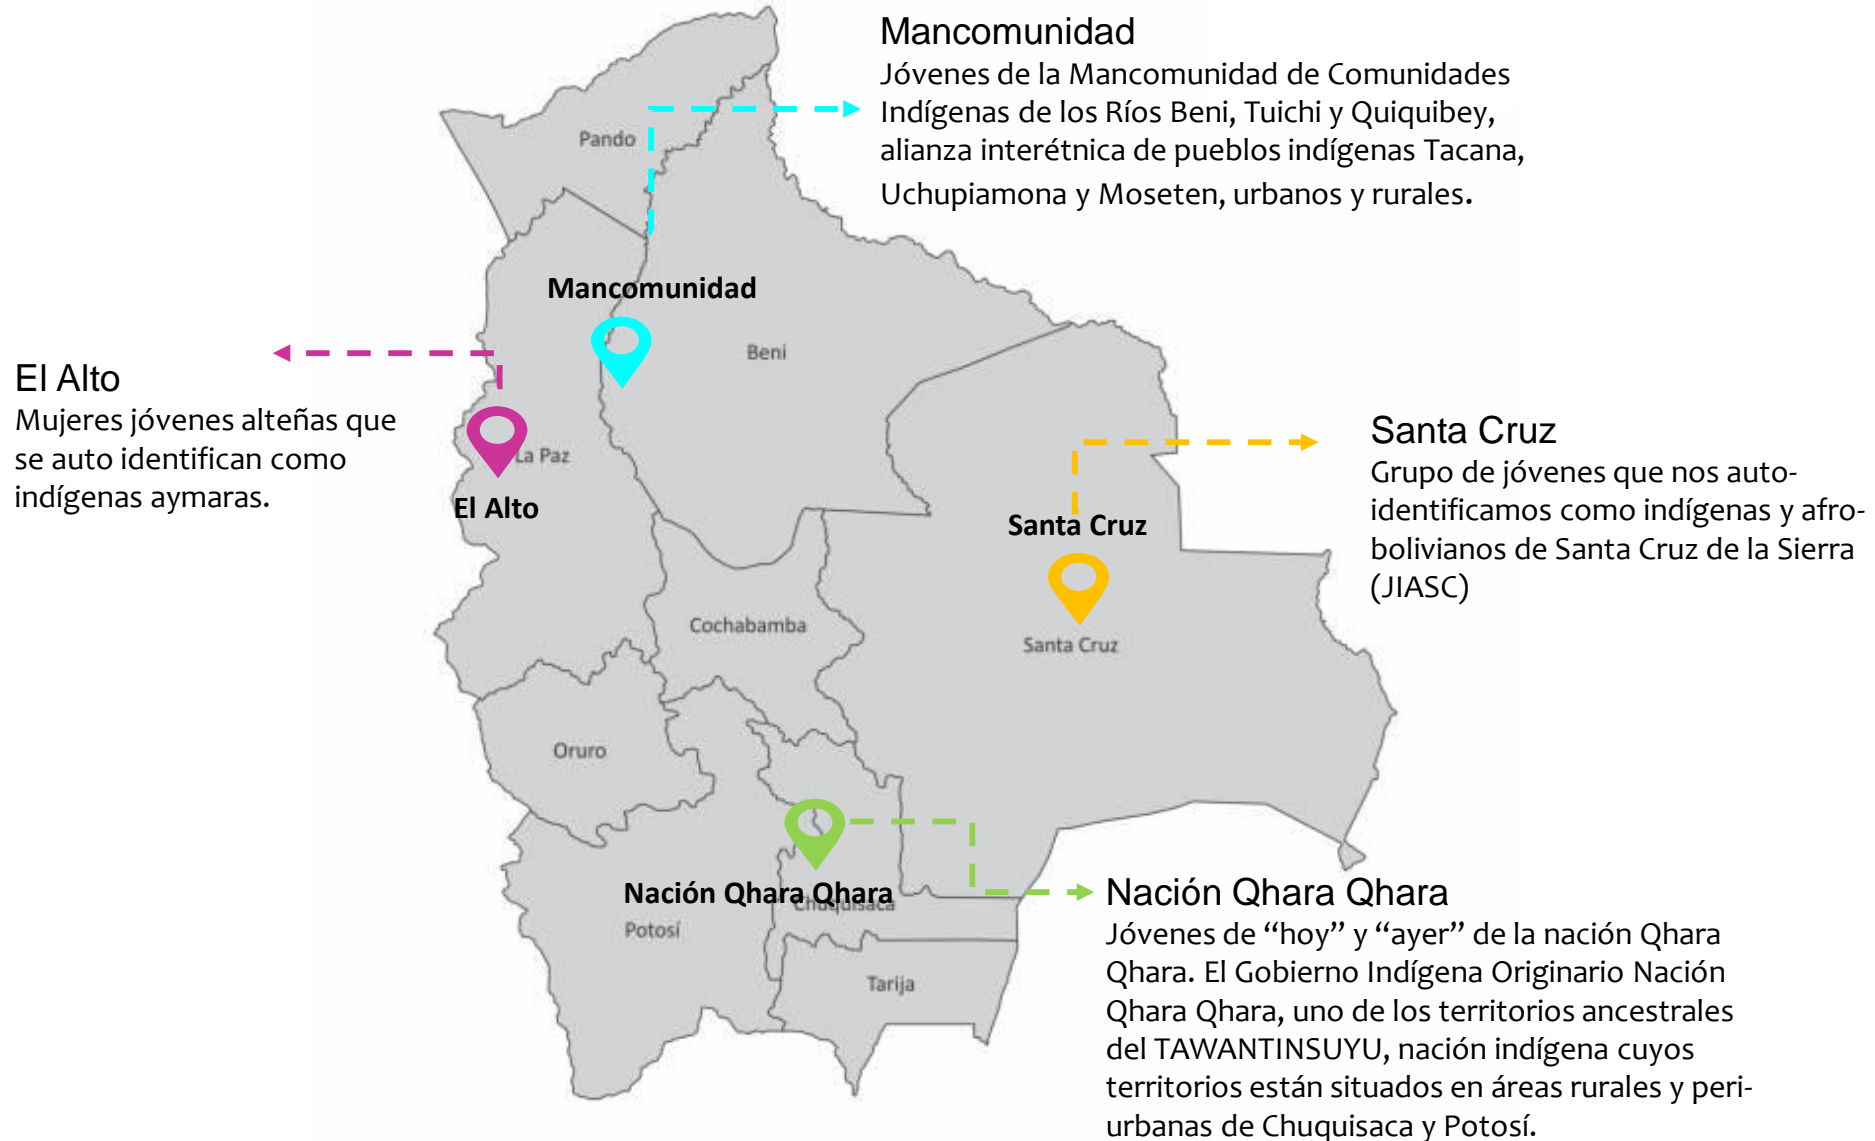 Mancomunidad
Jóvenes de la Mancomunidad de Comunidades
Indígenas de los Ríos Beni, Tuichi y Quiquibey,
alianza interétnica de pueblos indígenas Tacana,
Uchupiamona y Moseten, urbanos y rurales.
Pando
Mancomunidad
Beni
El Alto
Mujeres jóvenes alteñas que
se auto identifican como
indígenas aymaras.
La Paz
El Alto
Santa Cruz
Grupo de jóvenes que nos auto-
identificamos como indígenas y afro-
bolivianos de Santa Cruz de la Sierra
(JIASC)
Santa Cruz
Cochabamba
Santa Cruz
Oruro
Nación Qhara Qhara
Chuquisaca
Potosí
Tarija
Nación Qhara Qhara
Jóvenes de “hoy” y “ayer” de la nación Qhara
Qhara. El Gobierno Indígena Originario Nación
Qhara Qhara, uno de los territorios ancestrales
del TAWANTINSUYU, nación indígena cuyos
territorios están situados en áreas rurales y peri-
urbanas de Chuquisaca y Potosí.